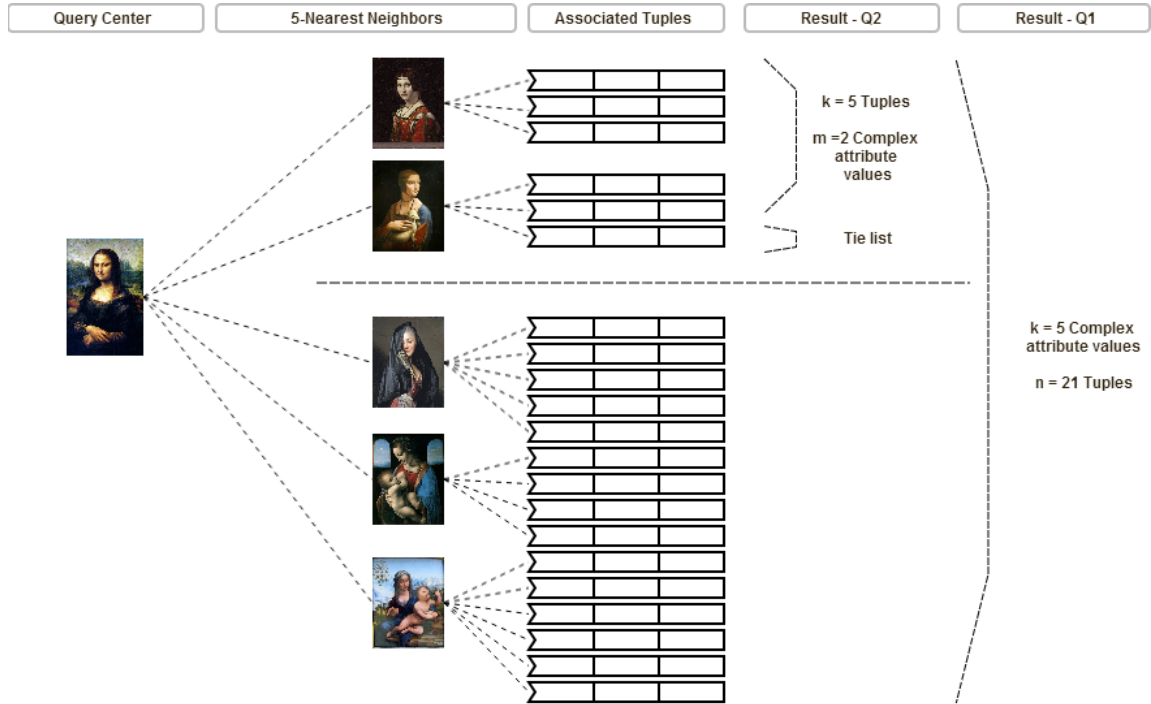 Query Center
5-Nearest Neighbors
Associated Tuples
Result - Q2
Result - Q1
k = 5 Tuples
m =2 Complex
attribute
values
Tie list
k = 5 Complex
attribute values
n = 21 Tuples